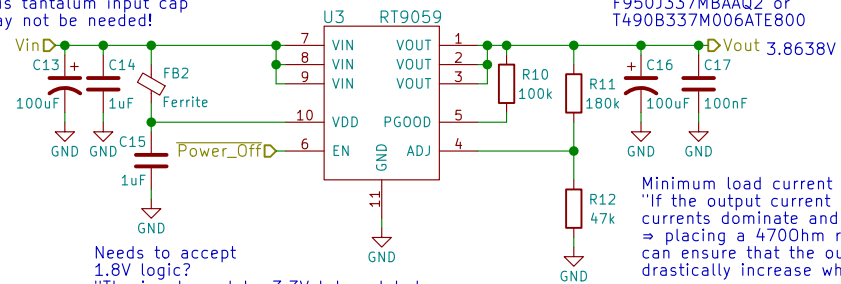 is tantalum input cap
ay not be needed!
F950J337MBAAQ2 or
T490B337M006ATE800
U3 RT9059
Vin
7 VIN VOUT 1
8 VIN VOUT 2
9 VIN VOUT 3
10 VDD PGOOD 5
6 EN ADJ 4
GND
11
GND
C13
+
100uF
GND
C14
1uF
GND
FB2
Ferrite
C15
1uF
GND
Power_Off
R10
100k
R11
180k
R12
47k
GND
C16
+
100uF
GND
C17
100nF
GND
Vout 3.8638V
Minimum load current
"If the output current
currents dominate and
⇒ placing a 470Ohm r
can ensure that the ou
drastically increase wh
Needs to accept
1.8V logic?